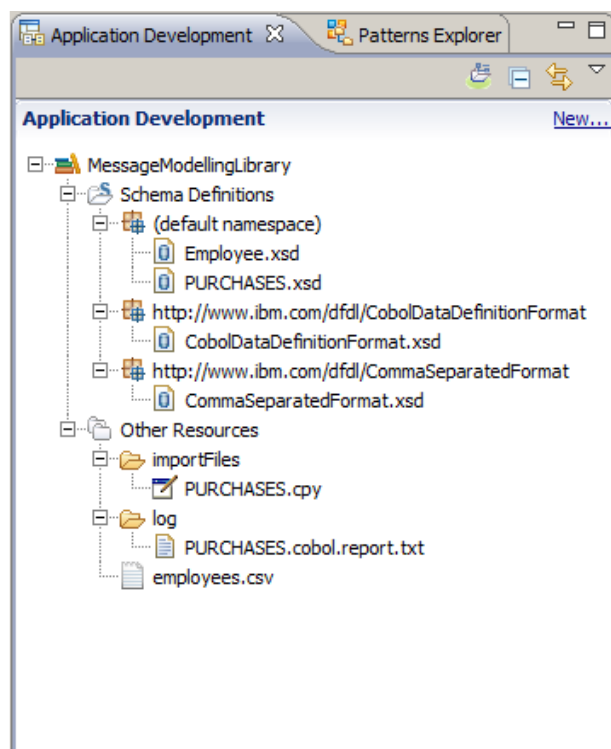 Application Development
Patterns Explorer
Application Development
New...
MessageModellingLibrary
Schema Definitions
(default namespace)
Employee.xsd
PURCHASES.xsd
http://www.ibm.com/dfdl/CobolDataDefinitionFormat
CobolDataDefinitionFormat.xsd
http://www.ibm.com/dfdl/CommaSeparatedFormat
CommaSeparatedFormat.xsd
Other Resources
importFiles
PURCHASES.cpy
log
PURCHASES.cobol.report.txt
employees.csv